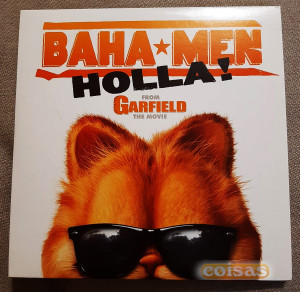 BAHA★MEN
HOLLA!
FROM
GARFIELD
THE MOVIE
coisas